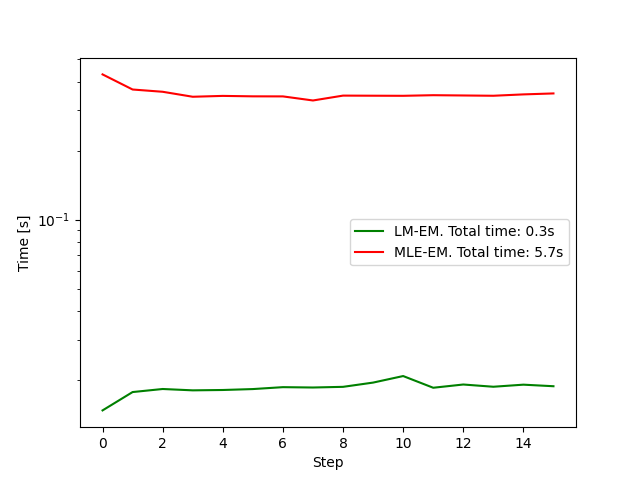 Time [s]
10⁻¹
LM-EM. Total time: 0.3s
MLE-EM. Total time: 5.7s
0 2 4 6 8 10 12 14
Step